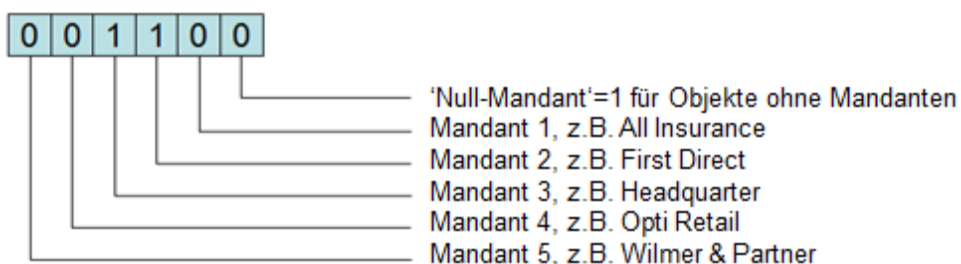 0 0 1 1 0 0
‘Null-Mandant‘=1 für Objekte ohne Mandanten
Mandant 1, z.B. All Insurance
Mandant 2, z.B. First Direct
Mandant 3, z.B. Headquarter
Mandant 4, z.B. Opti Retail
Mandant 5, z.B. Wilmer & Partner